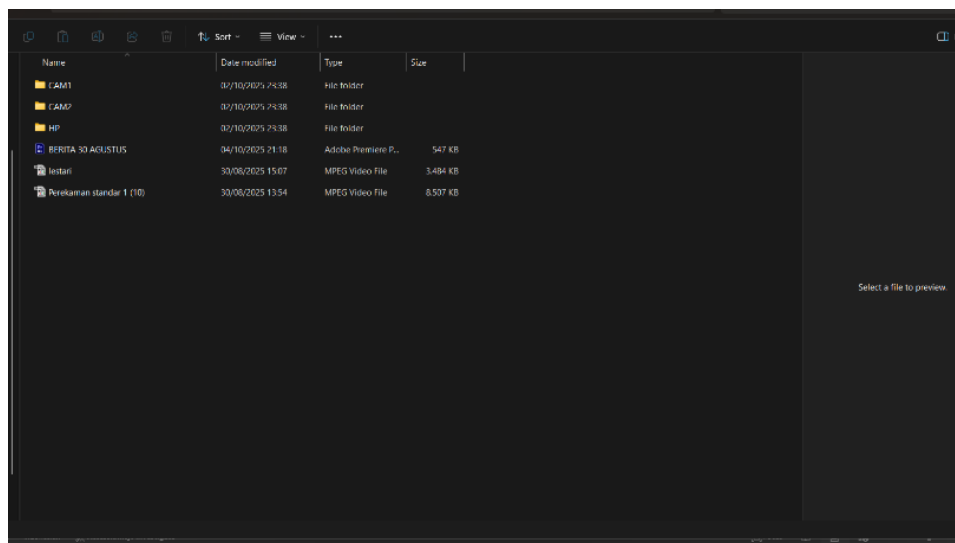 Sort View ...
Name Date modified Type Size
CAM1 02/10/2025 23:38 File folder
CAM2 02/10/2025 23:38 File folder
HP 02/10/2025 23:38 File folder
BERITA 30 AGUSTUS 04/10/2025 21:18 Adobe Premiere P... 547 KB
lestari 30/08/2025 15:07 MPEG Video File 3.484 KB
Perekaman standar 1 (10) 30/08/2025 13:54 MPEG Video File 8.507 KB
Select a file to preview.